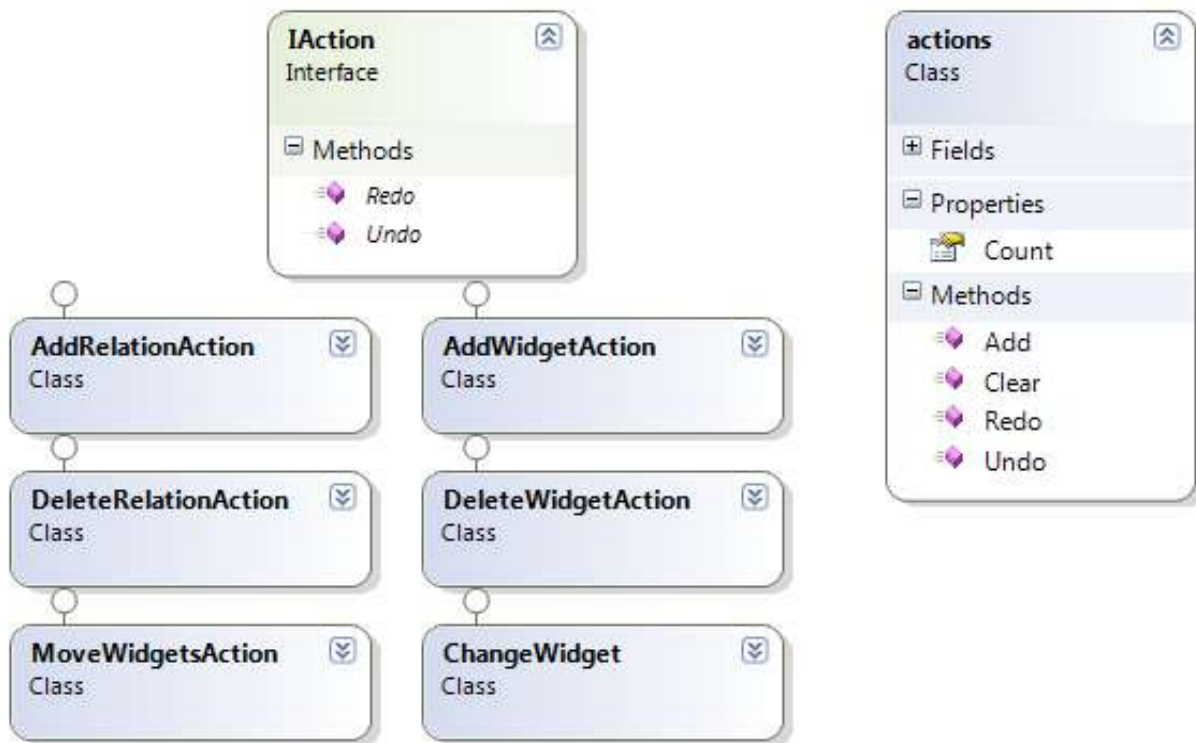 IAction
Interface
Methods
Redo
Undo
actions
Class
Fields
Properties
Count
Methods
Add
Clear
Redo
Undo
AddRelationAction
Class
AddWidgetAction
Class
DeleteRelationAction
Class
DeleteWidgetAction
Class
MoveWidgetsAction
Class
ChangeWidget
Class